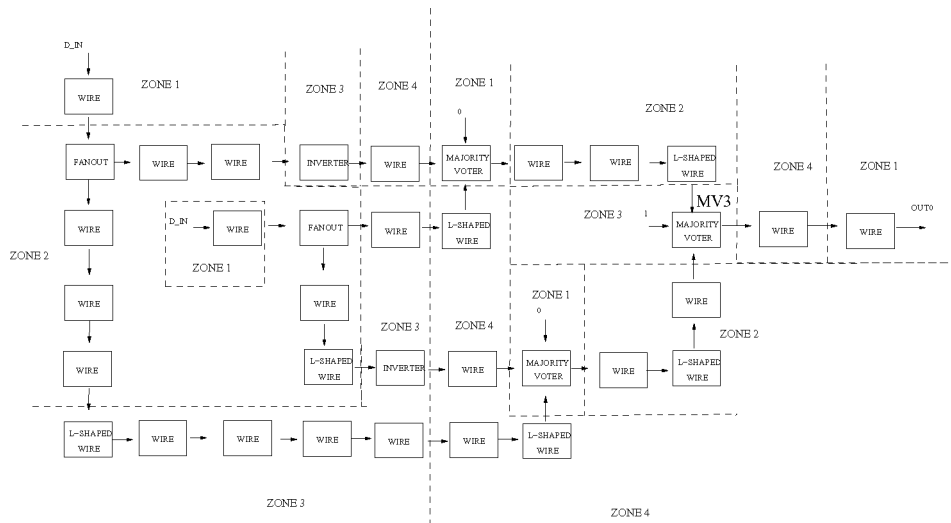 D_IN
ZONE 1
WIRE
ZONE 3
ZONE 4
ZONE 1
0
ZONE 2
FANOUT
WIRE
WIRE
INVERTER
WIRE
MAJORITY
VOTER
WIRE
WIRE
L-SHAPED
WIRE
ZONE 4
ZONE 1
MV3
WIRE
D_IN
WIRE
FANOUT
WIRE
L-SHAPED
WIRE
ZONE 3
1
MAJORITY
VOTER
WIRE
WIRE
OUT0
ZONE 2
ZONE 1
WIRE
WIRE
ZONE 3
ZONE 4
ZONE 1
0
WIRE
ZONE 2
WIRE
L-SHAPED
WIRE
INVERTER
WIRE
MAJORITY
VOTER
WIRE
L-SHAPED
WIRE
L-SHAPED
WIRE
WIRE
WIRE
WIRE
WIRE
WIRE
L-SHAPED
WIRE
ZONE 3
ZONE 4